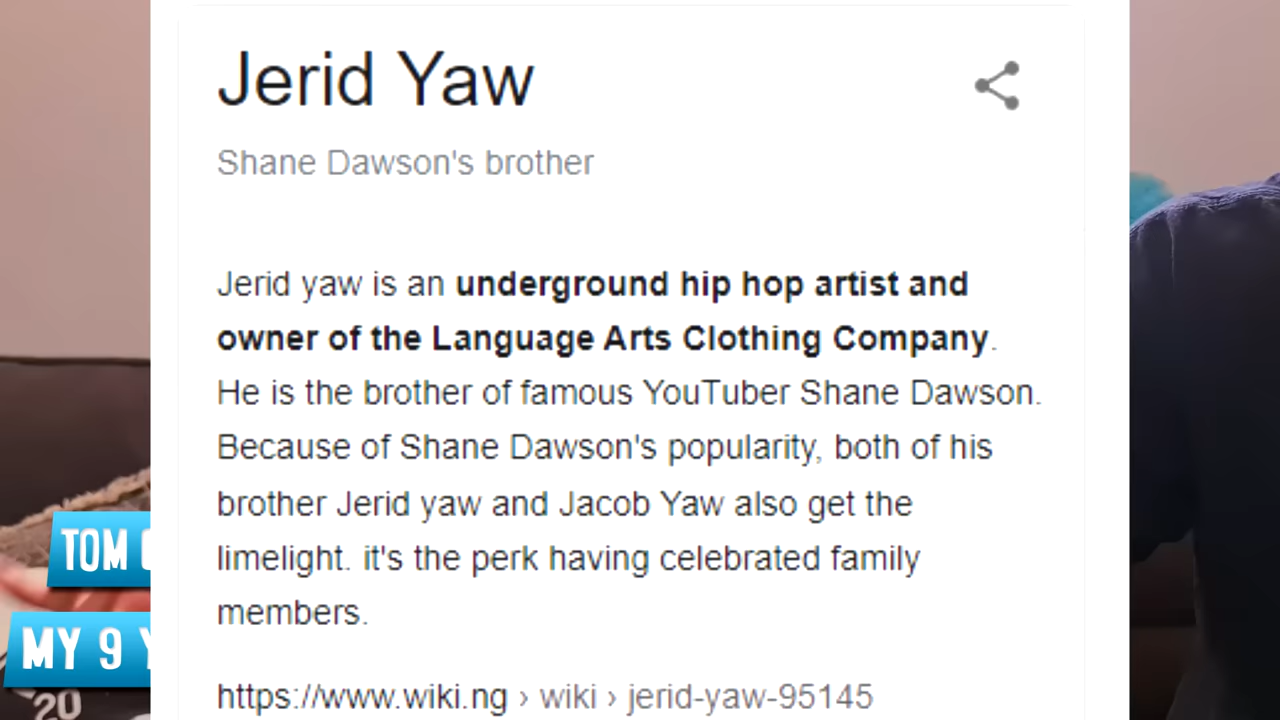 Jerid Yaw
Shane Dawson's brother
Jerid yaw is an underground hip hop artist and
owner of the Language Arts Clothing Company.
He is the brother of famous YouTuber Shane Dawson.
Because of Shane Dawson's popularity, both of his
brother Jerid yaw and Jacob Yaw also get the
limelight. it's the perk having celebrated family
members.
https://www.wiki.ng › wiki › jerid-yaw-95145
TOM
MY 9
20